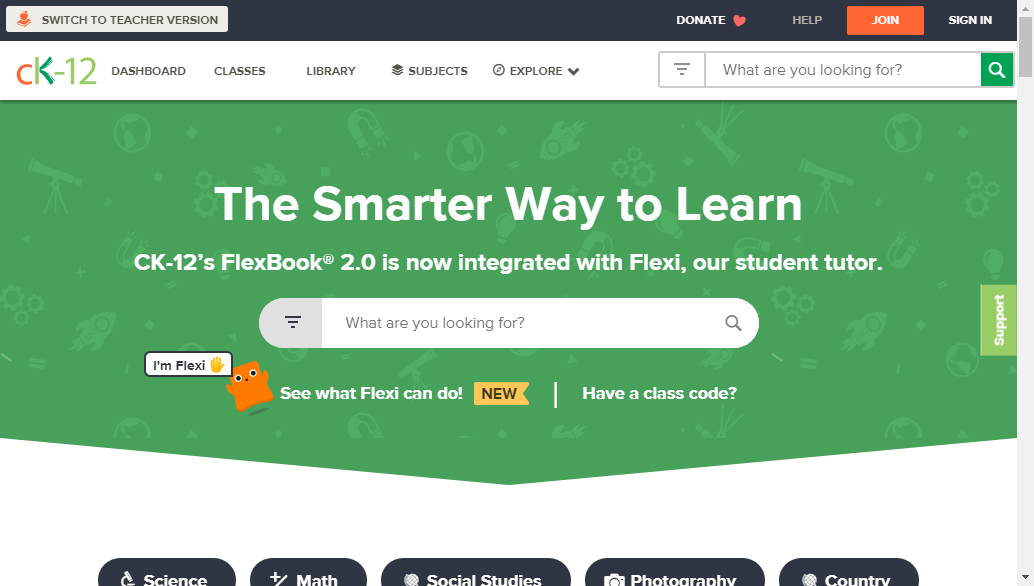 SWITCH TO TEACHER VERSION
DONATE HELP JOIN SIGN IN
cK-12 DASHBOARD CLASSES LIBRARY SUBJECTS EXPLORE What are you looking for?
The Smarter Way to Learn
CK-12’s FlexBook® 2.0 is now integrated with Flexi, our student tutor.
Support
What are you looking for?
I'm Flexi
See what Flexi can do! NEW Have a class code?
Science Math Social Studies Photography Country